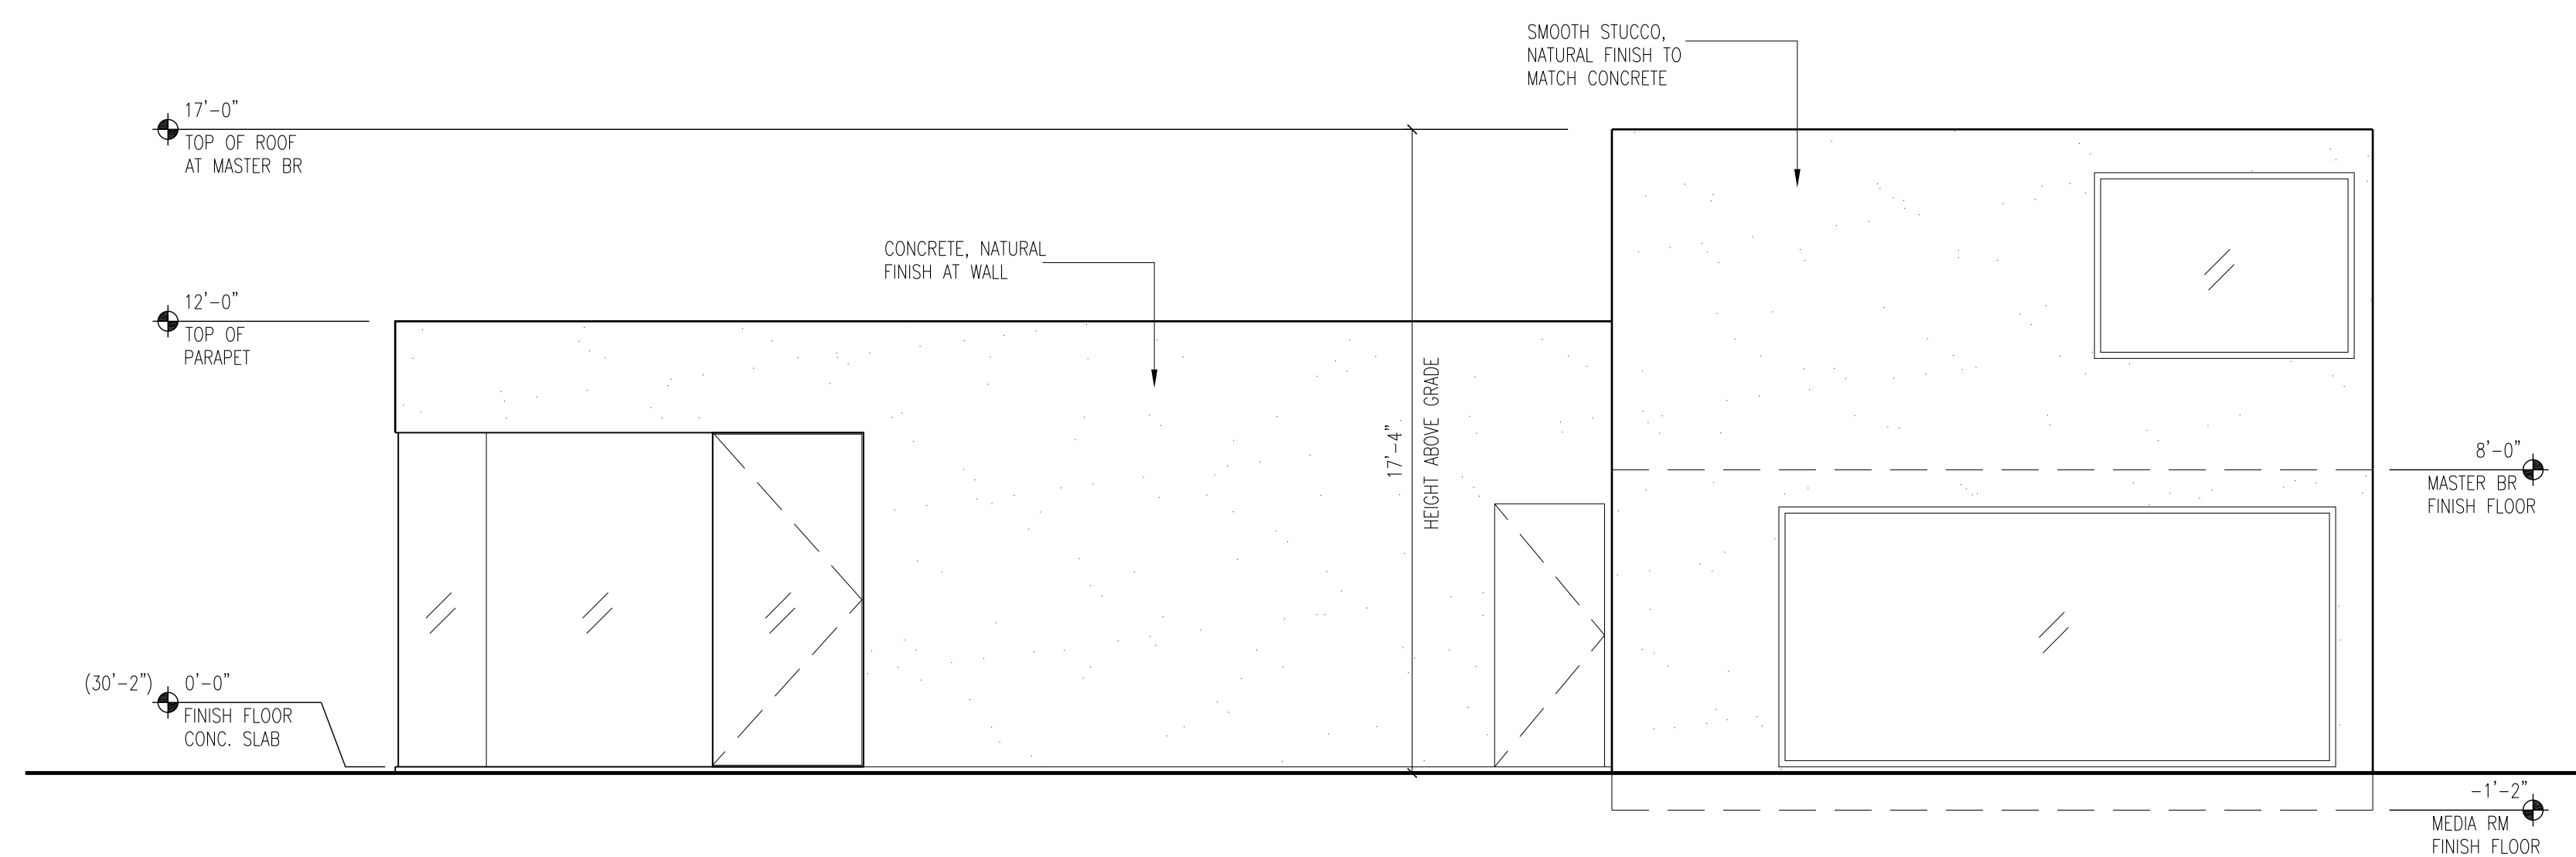 SMOOTH STUCCO,
NATURAL FINISH TO
MATCH CONCRETE
17'-0"
TOP OF ROOF
AT MASTER BR
CONCRETE, NATURAL
FINISH AT WALL
12'-0"
TOP OF
PARAPET
17'-4"
HEIGHT ABOVE GRADE
8'-0"
MASTER BR
FINISH FLOOR
(30'-2") 0'-0"
FINISH FLOOR
CONC. SLAB
-1'-2"
MEDIA RM
FINISH FLOOR